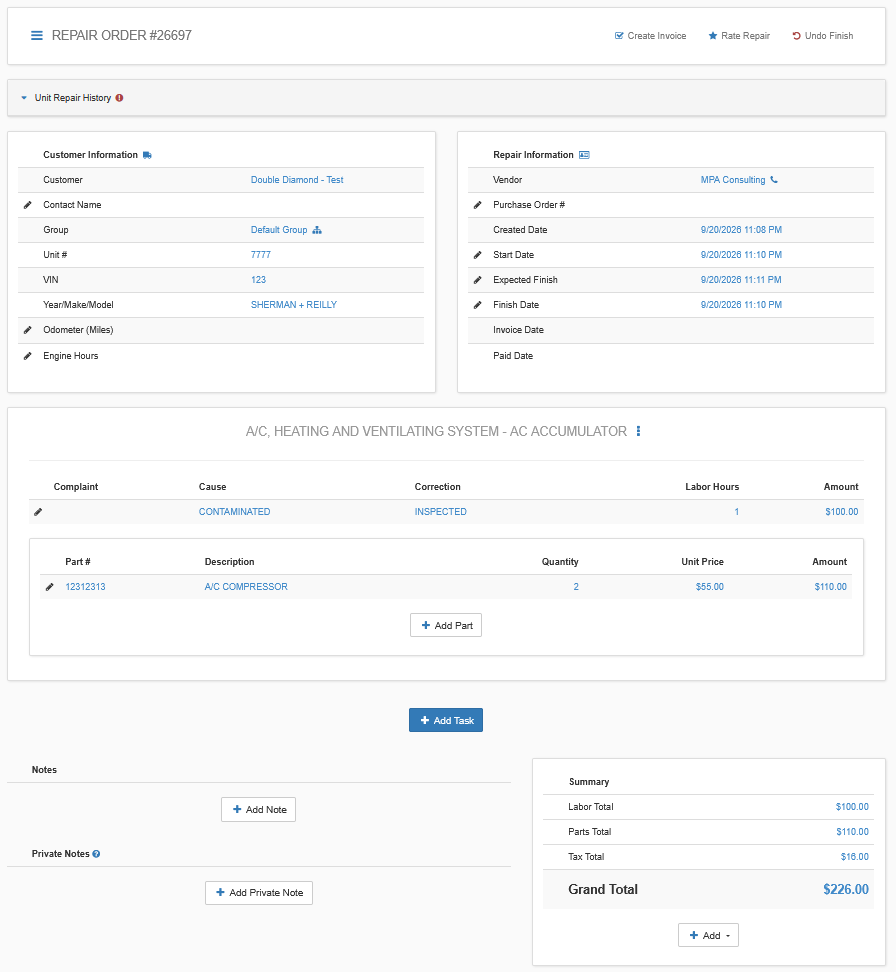 REPAIR ORDER #26697
Create Invoice Rate Repair Undo Finish
Unit Repair History
Customer Information
Customer Double Diamond - Test
Contact Name
Group Default Group
Unit # 7777
VIN 123
Year/Make/Model SHERMAN + REILLY
Odometer (Miles)
Engine Hours
Repair Information
Vendor MPA Consulting
Purchase Order #
Created Date 9/20/2026 11:08 PM
Start Date 9/20/2026 11:10 PM
Expected Finish 9/20/2026 11:11 PM
Finish Date 9/20/2026 11:10 PM
Invoice Date
Paid Date
A/C, HEATING AND VENTILATING SYSTEM - AC ACCUMULATOR
Complaint Cause Correction Labor Hours Amount
CONTAMINATED INSPECTED 1 $100.00
Part # Description Quantity Unit Price Amount
12312313 A/C COMPRESSOR 2 $55.00 $110.00
Add Part
Add Task
Notes
Add Note
Private Notes
Add Private Note
Summary
Labor Total $100.00
Parts Total $110.00
Tax Total $16.00
Grand Total $226.00
Add